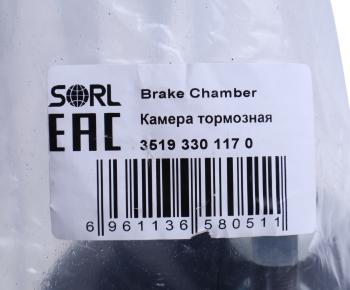 SORL
Brake Chamber
EAC
Камера тормозная
3519 330 117 0
6 961136 580511